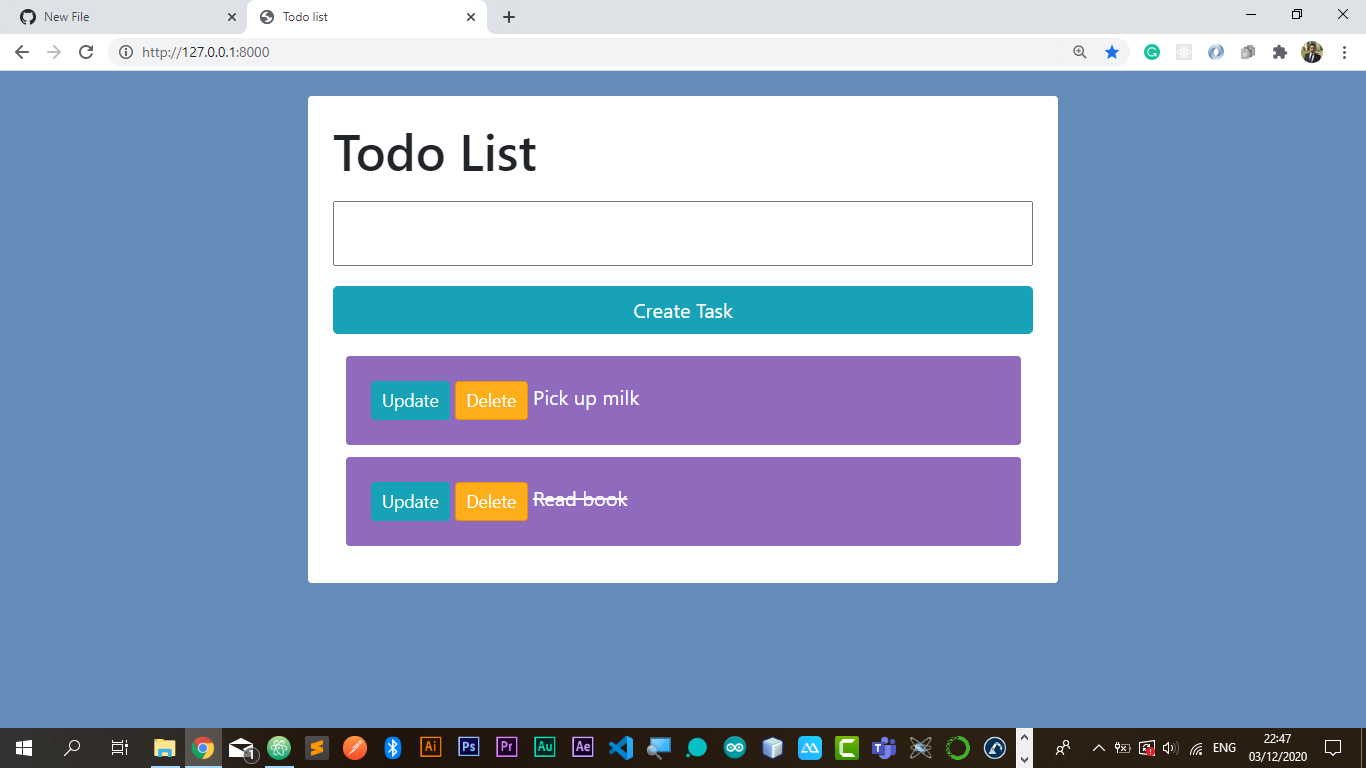 New File
Todo list
http://127.0.0.1:8000
Todo List
Create Task
Update Delete Pick up milk
Update Delete Read book
1
Ai Ps Pr Au Ae
ENG
22:47
03/12/2020